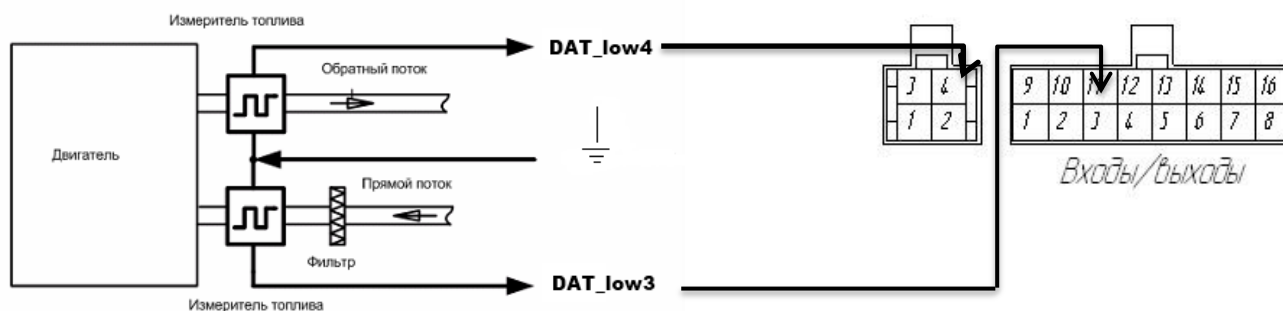 Измеритель топлива
DAT_low4
Обратный поток
3 4
1 2
9 10 11 12 13 14 15 16
1 2 3 4 5 6 7 8
Входы/выходы
Двигатель
Прямой поток
Фильтр
DAT_low3
Измеритель топлива